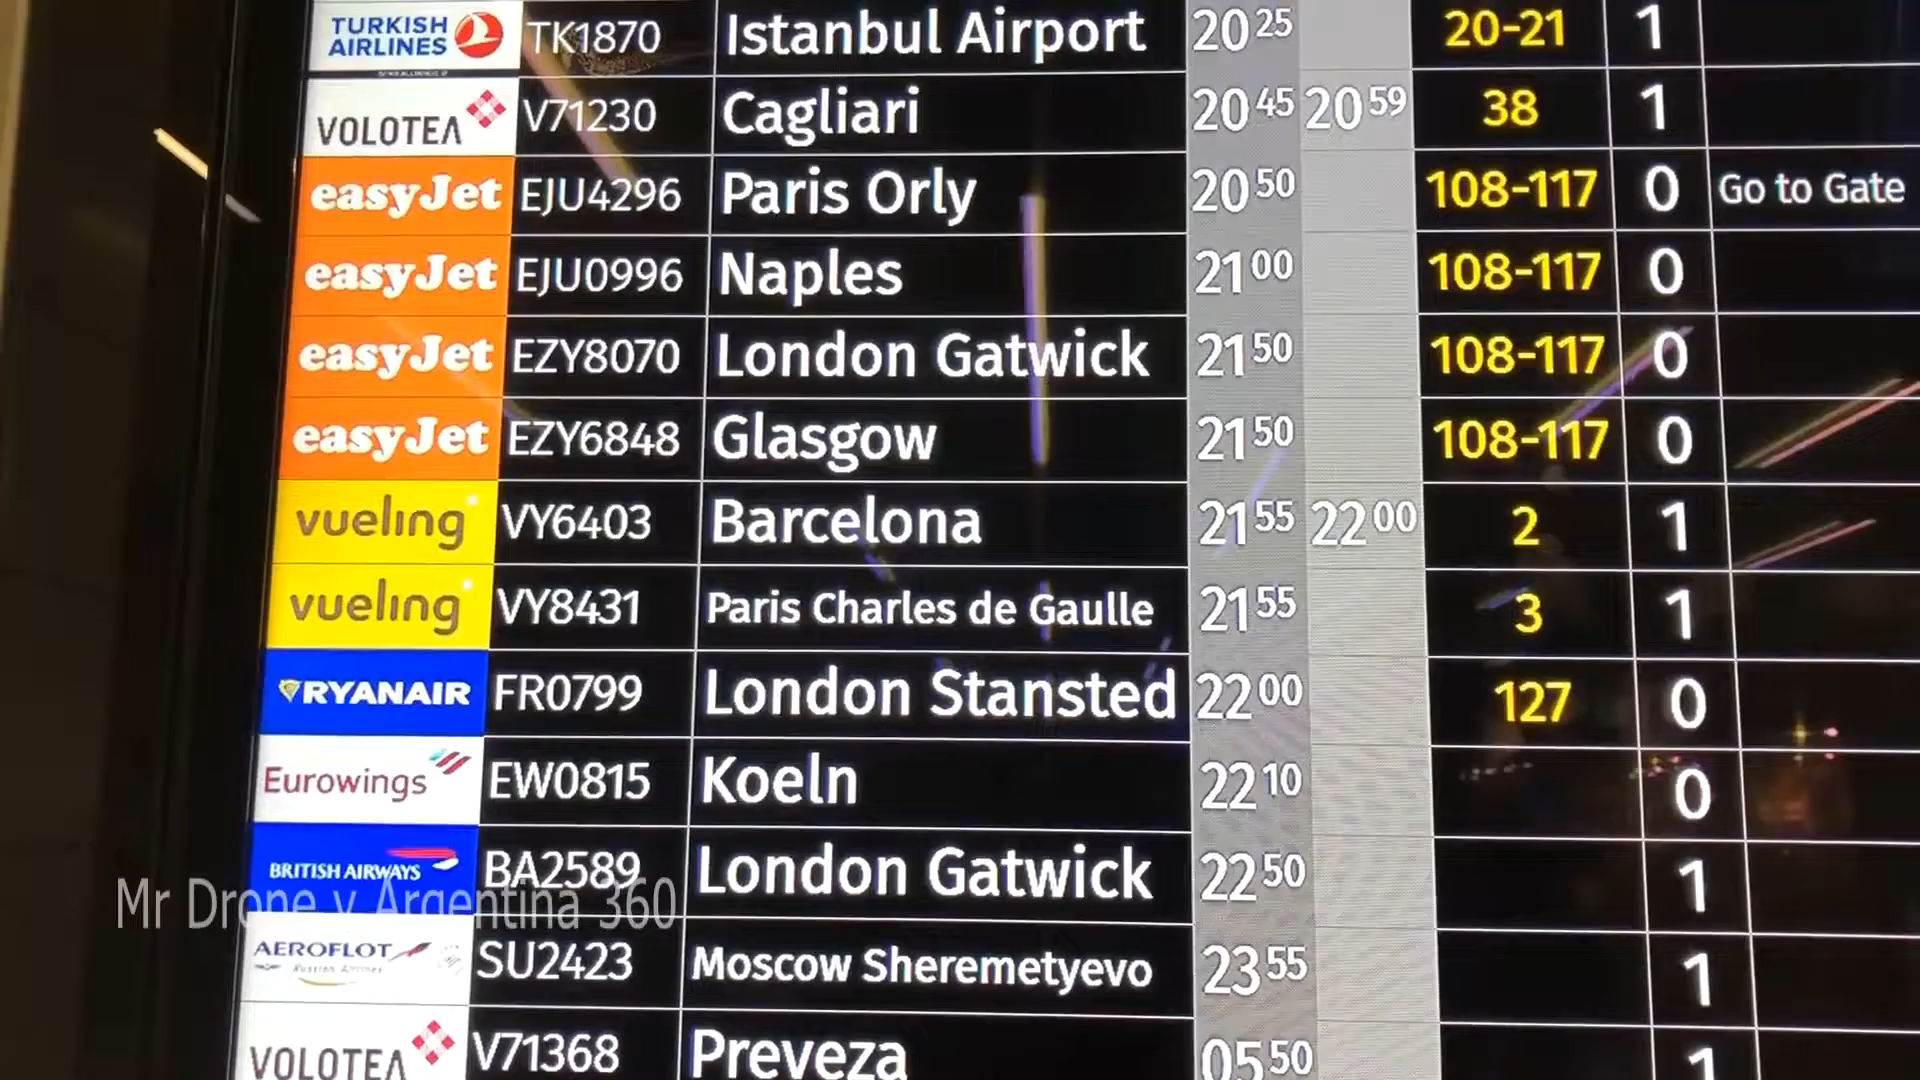 TURKISH AIRLINES TK1870 Istanbul Airport 20 25 20-21 1
VOLOTEA V71230 Cagliari 20 45 20 59 38 1
easyJet EJU4296 Paris Orly 20 50 108-117 0 Go to Gate
easyJet EJU0996 Naples 21 00 108-117 0
easyJet EZY8070 London Gatwick 21 50 108-117 0
easyJet EZY6848 Glasgow 21 50 108-117 0
vueling VY6403 Barcelona 21 55 22 00 2 1
vueling VY8431 Paris Charles de Gaulle 21 55 3 1
RYANAIR FR0799 London Stansted 22 00 127 0
Eurowings EW0815 Koeln 22 10 0
BRITISH AIRWAYS BA2589 London Gatwick 22 50 1
Mr Drone y Argentina 360
AEROFLOT Russian Airlines SU2423 Moscow Sheremetyevo 23 55 1
VOLOTEA V71368 Preveza 05 50 1